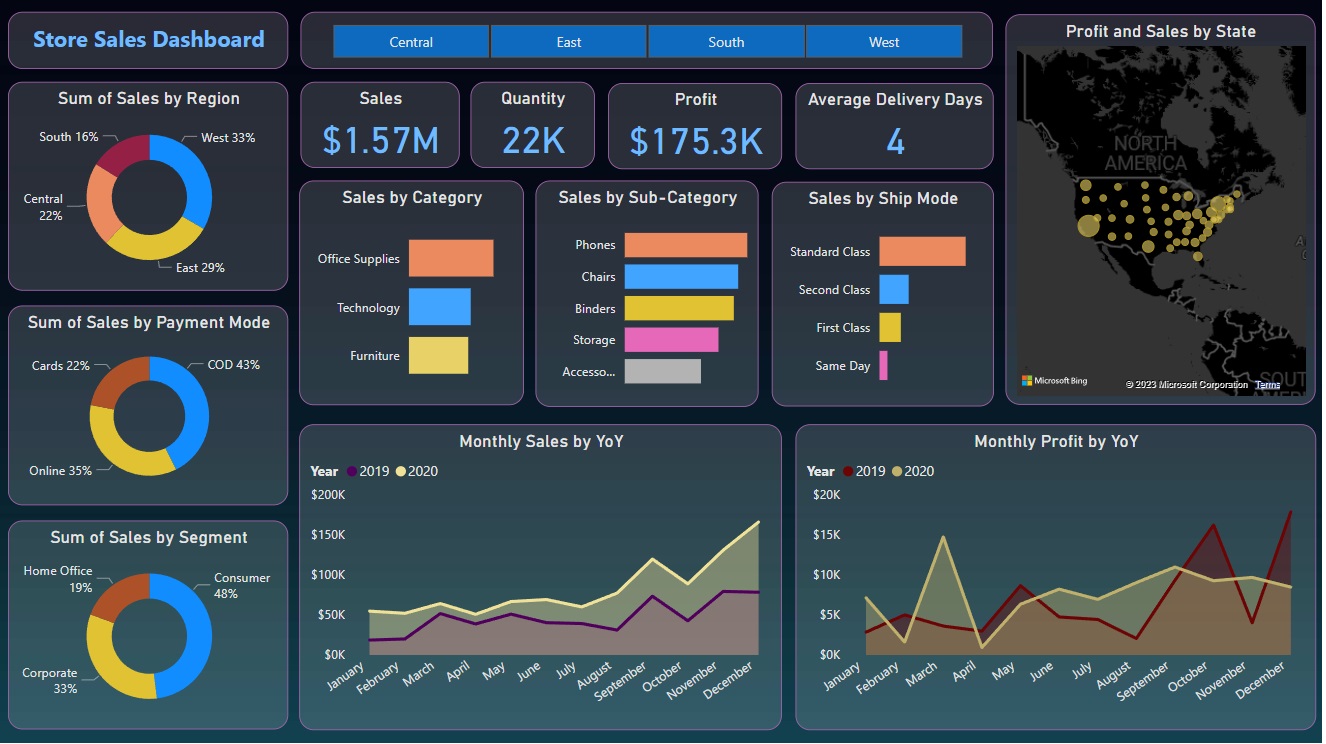 Store Sales Dashboard
Central
East
South
West
Profit and Sales by State
NORTH
AMERICA
Microsoft Bing
© 2023 Microsoft Corporation Terms
Sum of Sales by Region
South 16%
West 33%
Central
22%
East 29%
Sales
$1.57M
Quantity
22K
Profit
$175.3K
Average Delivery Days
4
Sales by Category
Office Supplies
Technology
Furniture
Sales by Sub-Category
Phones
Chairs
Binders
Storage
Accesso...
Sales by Ship Mode
Standard Class
Second Class
First Class
Same Day
Sum of Sales by Payment Mode
Cards 22%
COD 43%
Online 35%
Sum of Sales by Segment
Home Office
19%
Consumer
48%
Corporate
33%
Monthly Sales by YoY
Year 2019 2020
$200K
$150K
$100K
$50K
$0K
January
February
March
April
May
June
July
August
September
October
November
December
Monthly Profit by YoY
Year 2019 2020
$20K
$15K
$10K
$5K
$0K
January
February
March
April
May
June
July
August
September
October
November
December